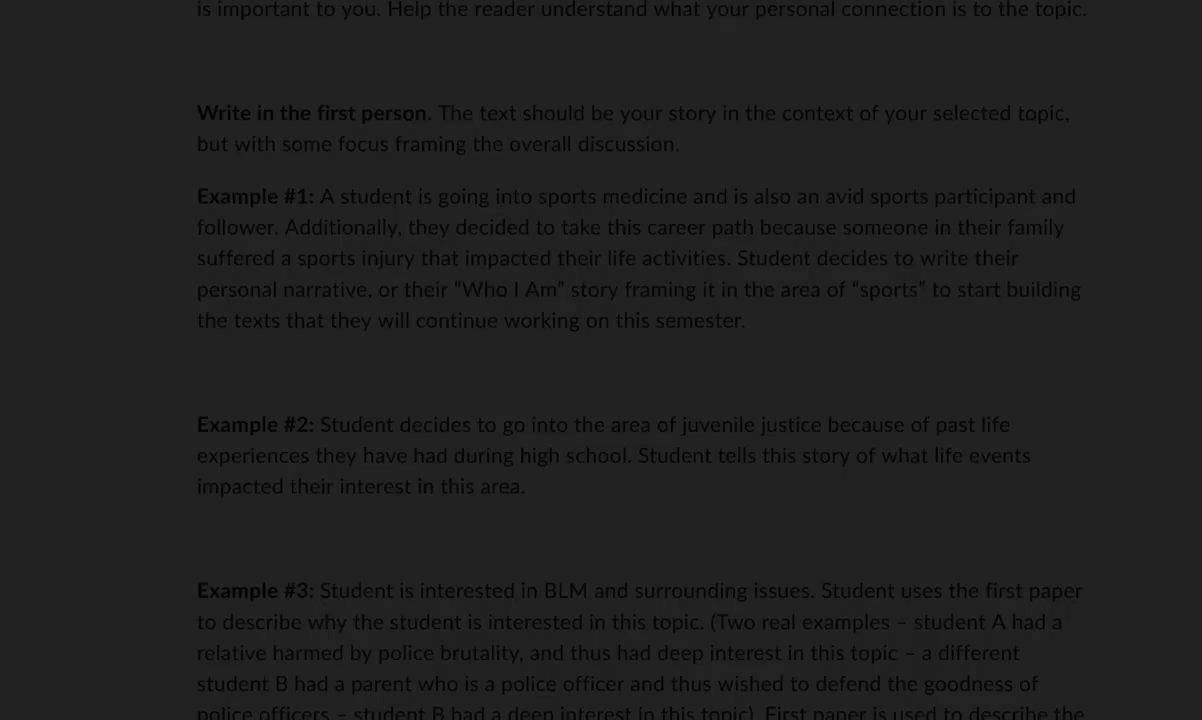 is important to you. Help the reader understand what your personal connection is to the topic.
Write in the first person. The text should be your story in the context of your selected topic,
but with some focus framing the overall discussion.
Example #1: A student is going into sports medicine and is also an avid sports participant and
follower. Additionally, they decided to take this career path because someone in their family
suffered a sports injury that impacted their life activities. Student decides to write their
personal narrative, or their “Who I Am” story framing it in the area of “sports” to start building
the texts that they will continue working on this semester.
Example #2: Student decides to go into the area of juvenile justice because of past life
experiences they have had during high school. Student tells this story of what life events
impacted their interest in this area.
Example #3: Student is interested in BLM and surrounding issues. Student uses the first paper
to describe why the student is interested in this topic. (Two real examples – student A had a
relative harmed by police brutality, and thus had deep interest in this topic – a different
student B had a parent who is a police officer and thus wished to defend the goodness of
police officers – student B had a deep interest in this topic). First paper is used to describe the